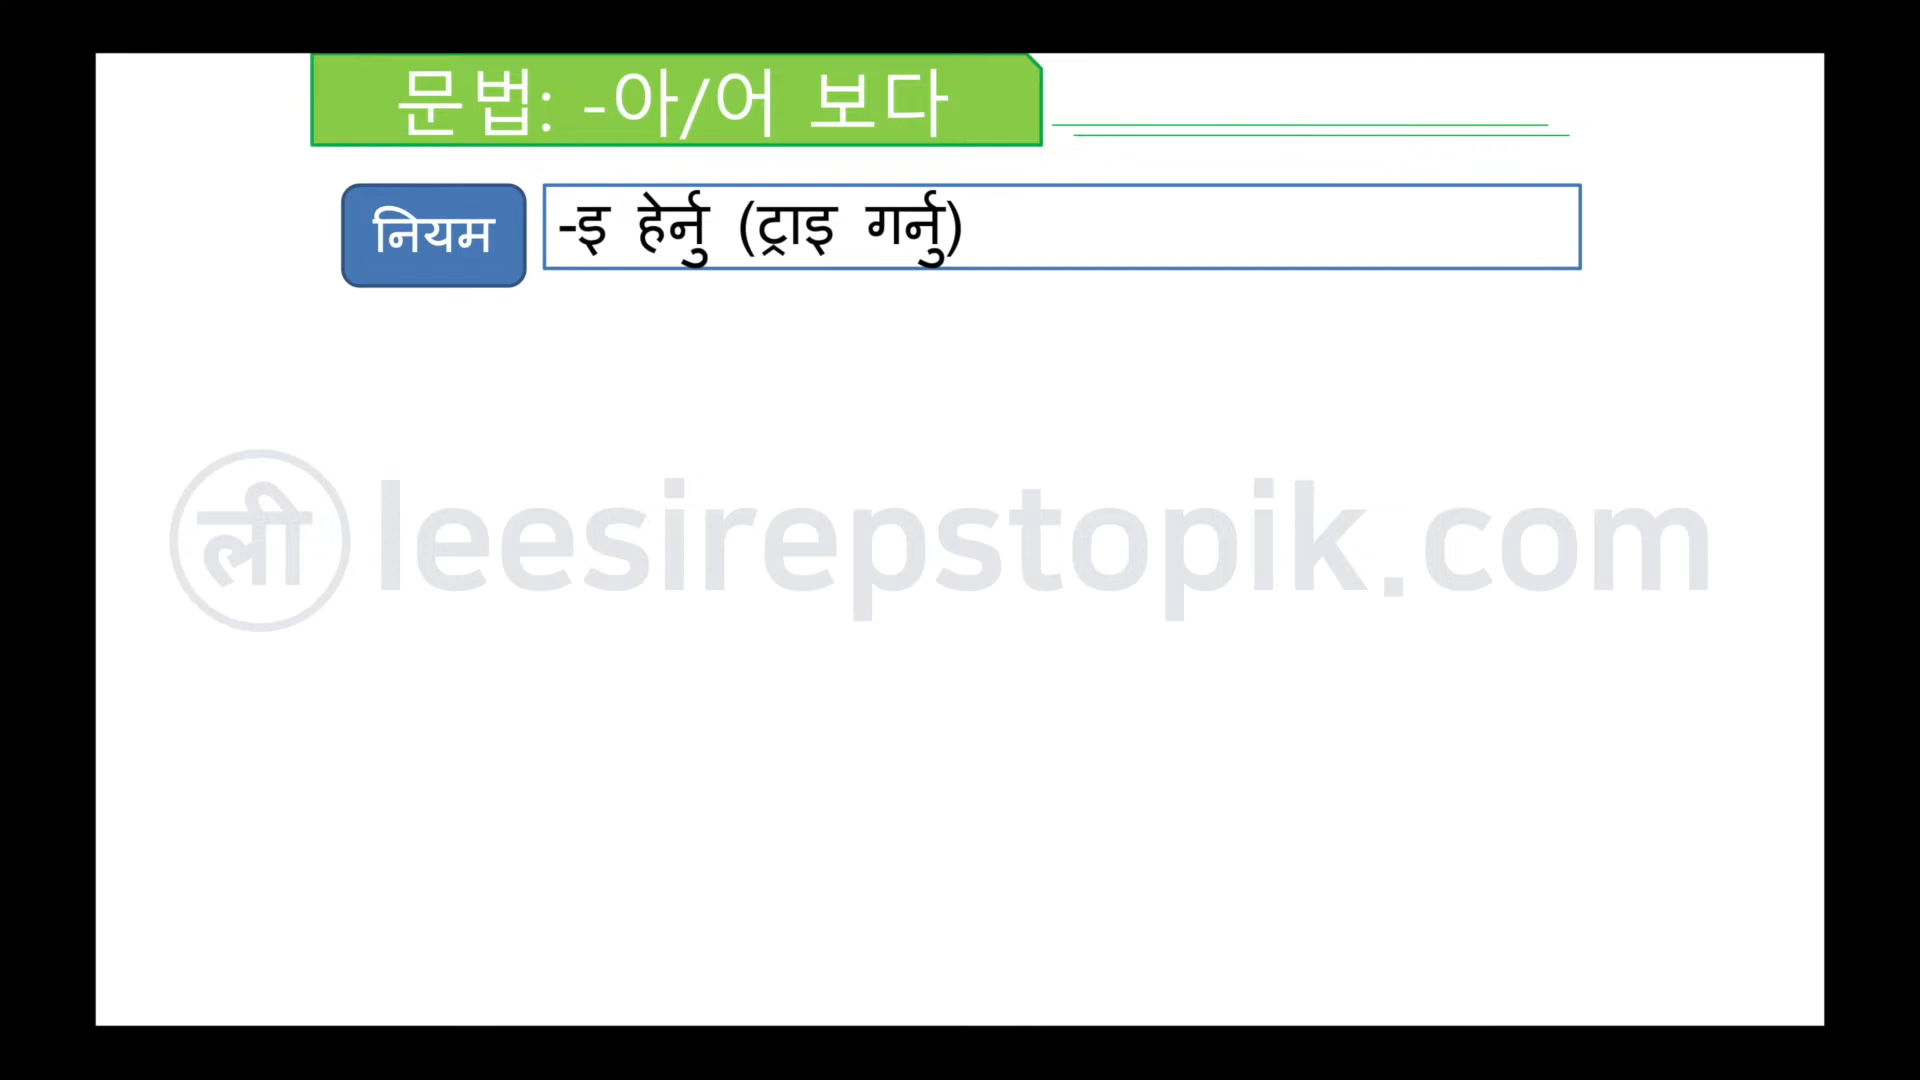 문법: -아/어 보다
नियम
-इ हेर्नु (ट्राइ गर्नु)
ली leesirepstopik.com